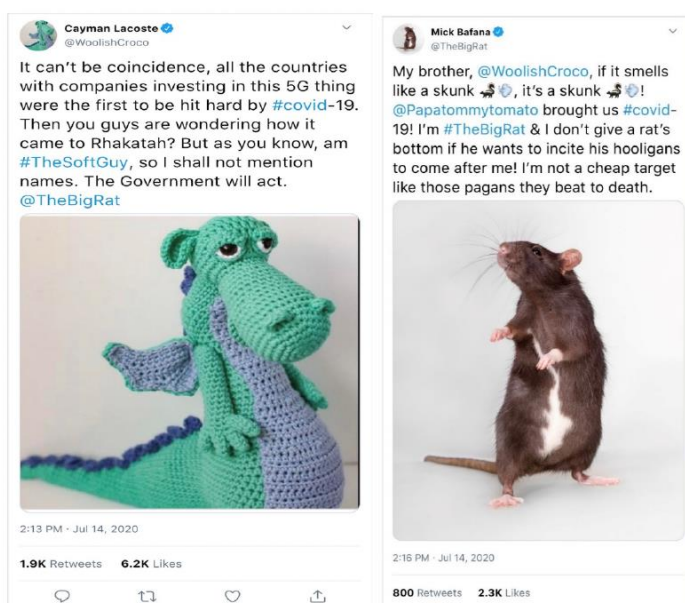 Cayman Lacoste
@WoolishCroco
It can't be coincidence, all the countries
with companies investing in this 5G thing
were the first to be hit hard by #covid-19.
Then you guys are wondering how it
came to Rhakatah? But as you know, am
#TheSoftGuy, so I shall not mention
names. The Government will act.
@TheBigRat
2:13 PM · Jul 14, 2020
1.9K Retweets 6.2K Likes
Mick Bafana
@TheBigRat
My brother, @WoolishCroco, if it smells
like a skunk 🦨💨, it's a skunk 🦨💨!
@Papatommytomato brought us #covid-
19! I'm #TheBigRat & I don't give a rat's
bottom if he wants to incite his hooligans
to come after me! I'm not a cheap target
like those pagans they beat to death.
2:16 PM · Jul 14, 2020
800 Retweets 2.3K Likes